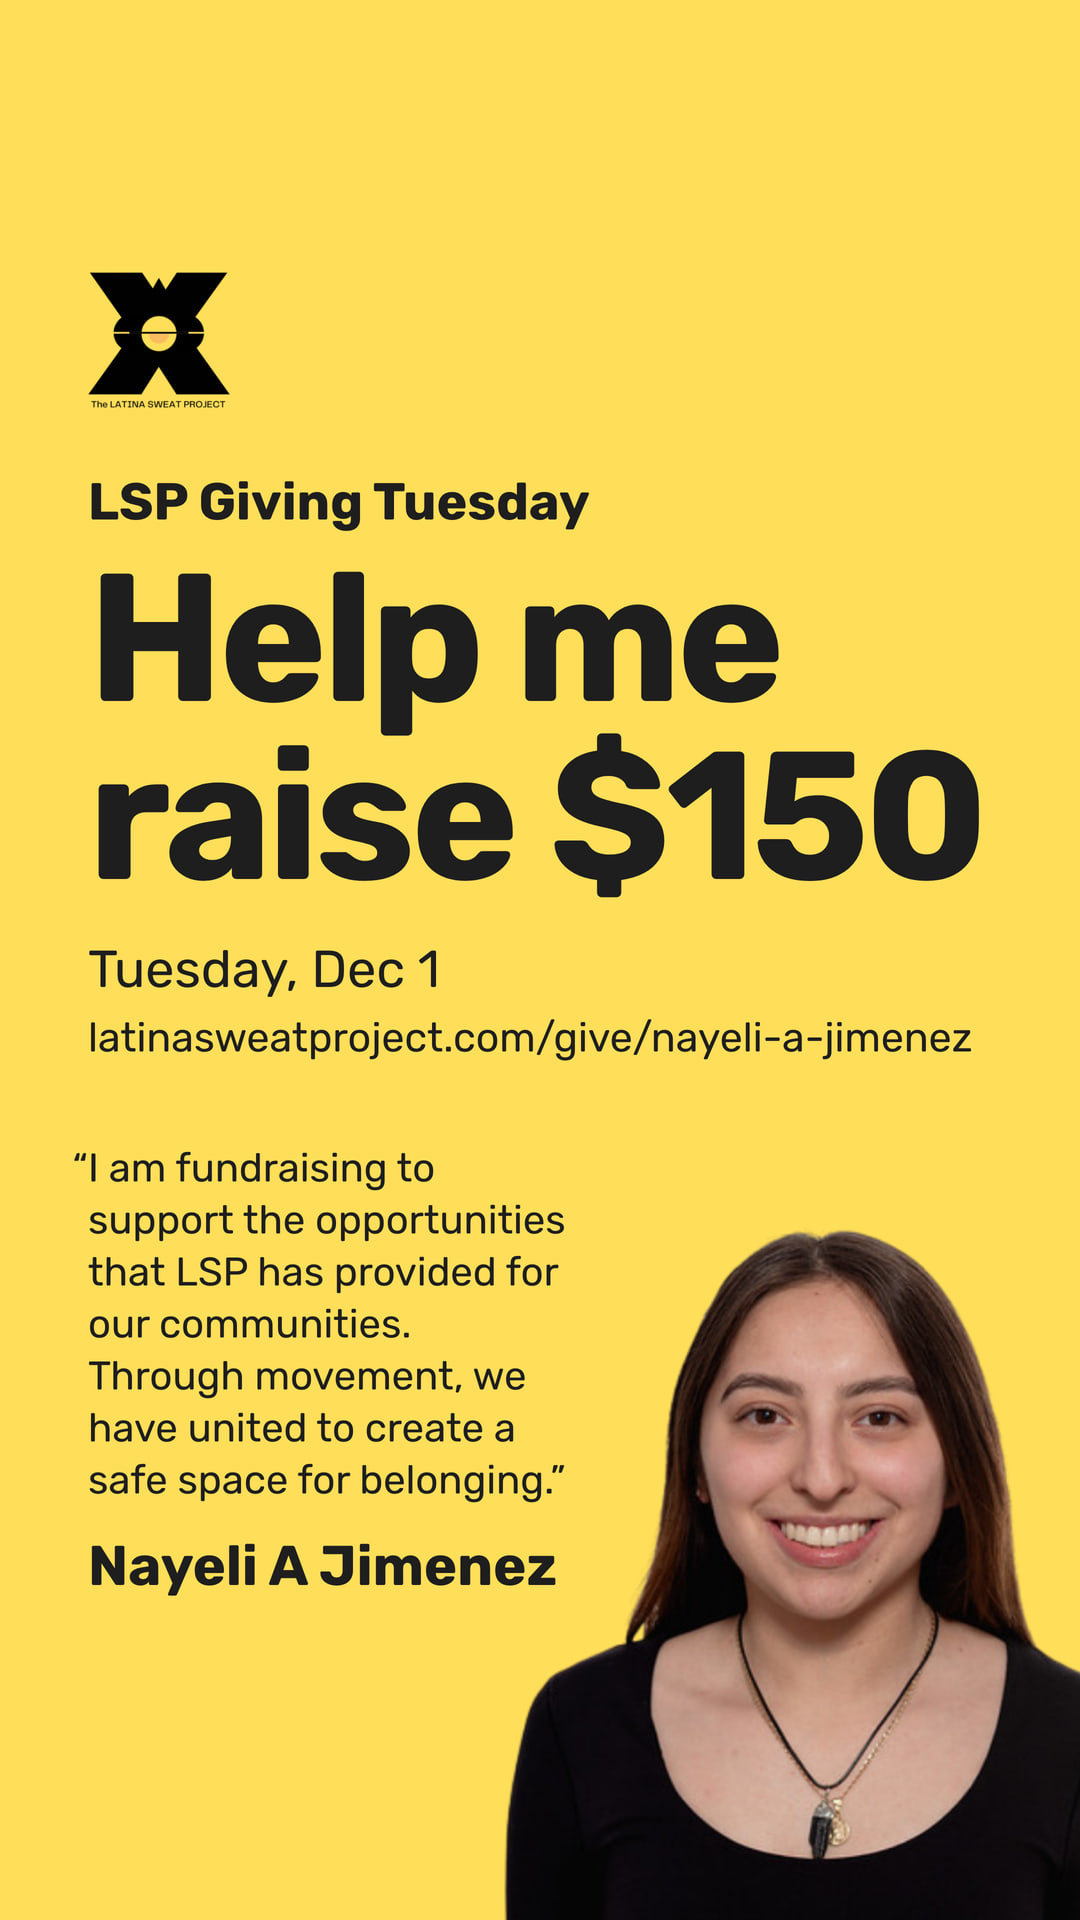 The LATINA SWEAT PROJECT
LSP Giving Tuesday
Help me
raise $150
Tuesday, Dec 1
latinasweatproject.com/give/nayeli-a-jimenez
“I am fundraising to
support the opportunities
that LSP has provided for
our communities.
Through movement, we
have united to create a
safe space for belonging.”
Nayeli A Jimenez